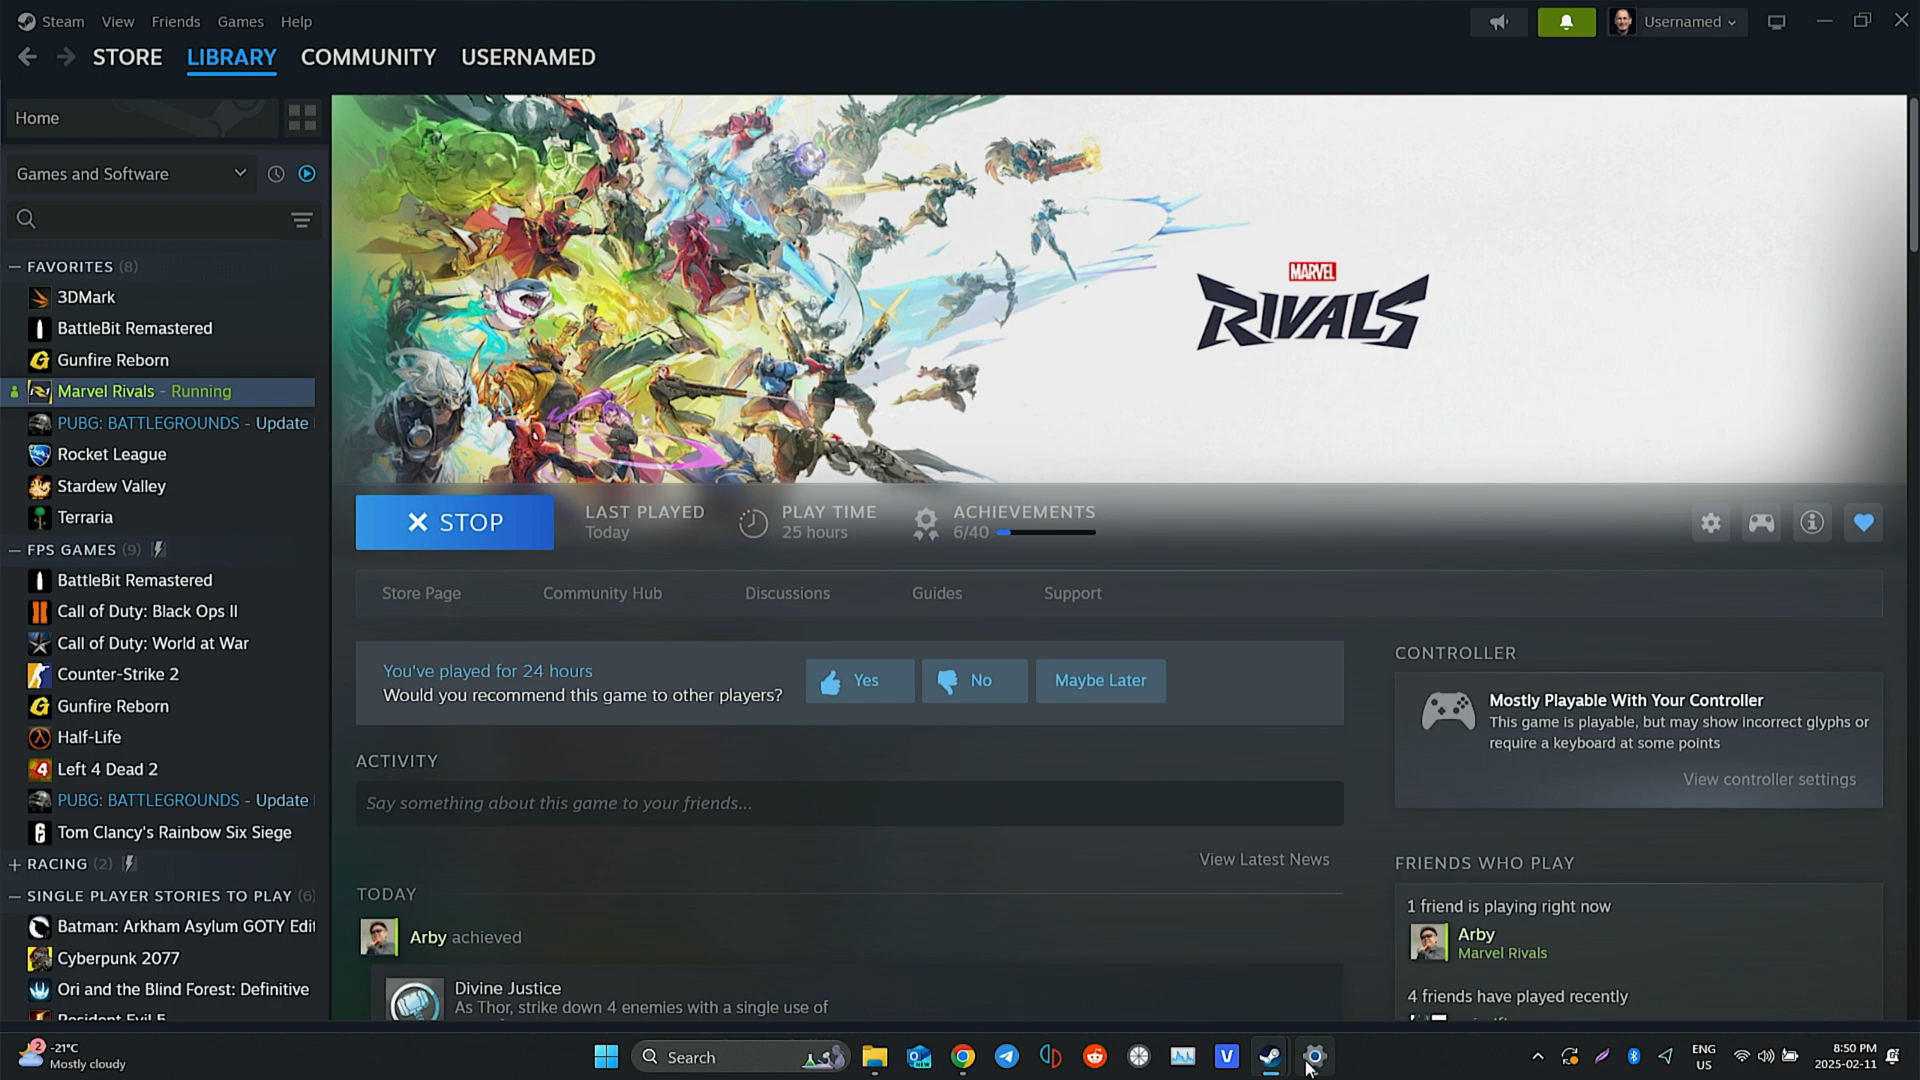 Steam View Friends Games Help
Usernamed
STORE LIBRARY COMMUNITY USERNAMED
Home
Games and Software
FAVORITES (8)
3DMark
BattleBit Remastered
Gunfire Reborn
Marvel Rivals - Running
PUBG: BATTLEGROUNDS - Update
Rocket League
Stardew Valley
Terraria
FPS GAMES (9)
BattleBit Remastered
Call of Duty: Black Ops II
Call of Duty: World at War
Counter-Strike 2
Gunfire Reborn
Half-Life
Left 4 Dead 2
PUBG: BATTLEGROUNDS - Update
Tom Clancy's Rainbow Six Siege
RACING (2)
SINGLE PLAYER STORIES TO PLAY (6)
Batman: Arkham Asylum GOTY Edit
Cyberpunk 2077
Ori and the Blind Forest: Definitive
Resident Evil 5
MARVEL
RIVALS
STOP
LAST PLAYED
Today
PLAY TIME
25 hours
ACHIEVEMENTS
6/40
Store Page Community Hub Discussions Guides Support
You've played for 24 hours
Would you recommend this game to other players?
Yes No Maybe Later
ACTIVITY
Say something about this game to your friends...
View Latest News
TODAY
Arby achieved
Divine Justice
As Thor, strike down 4 enemies with a single use of
CONTROLLER
Mostly Playable With Your Controller
This game is playable, but may show incorrect glyphs or
require a keyboard at some points
View controller settings
FRIENDS WHO PLAY
1 friend is playing right now
Arby
Marvel Rivals
4 friends have played recently
2
-21°C
Mostly cloudy
Search
NEW
V
ENG
US
8:50 PM
2025-02-11